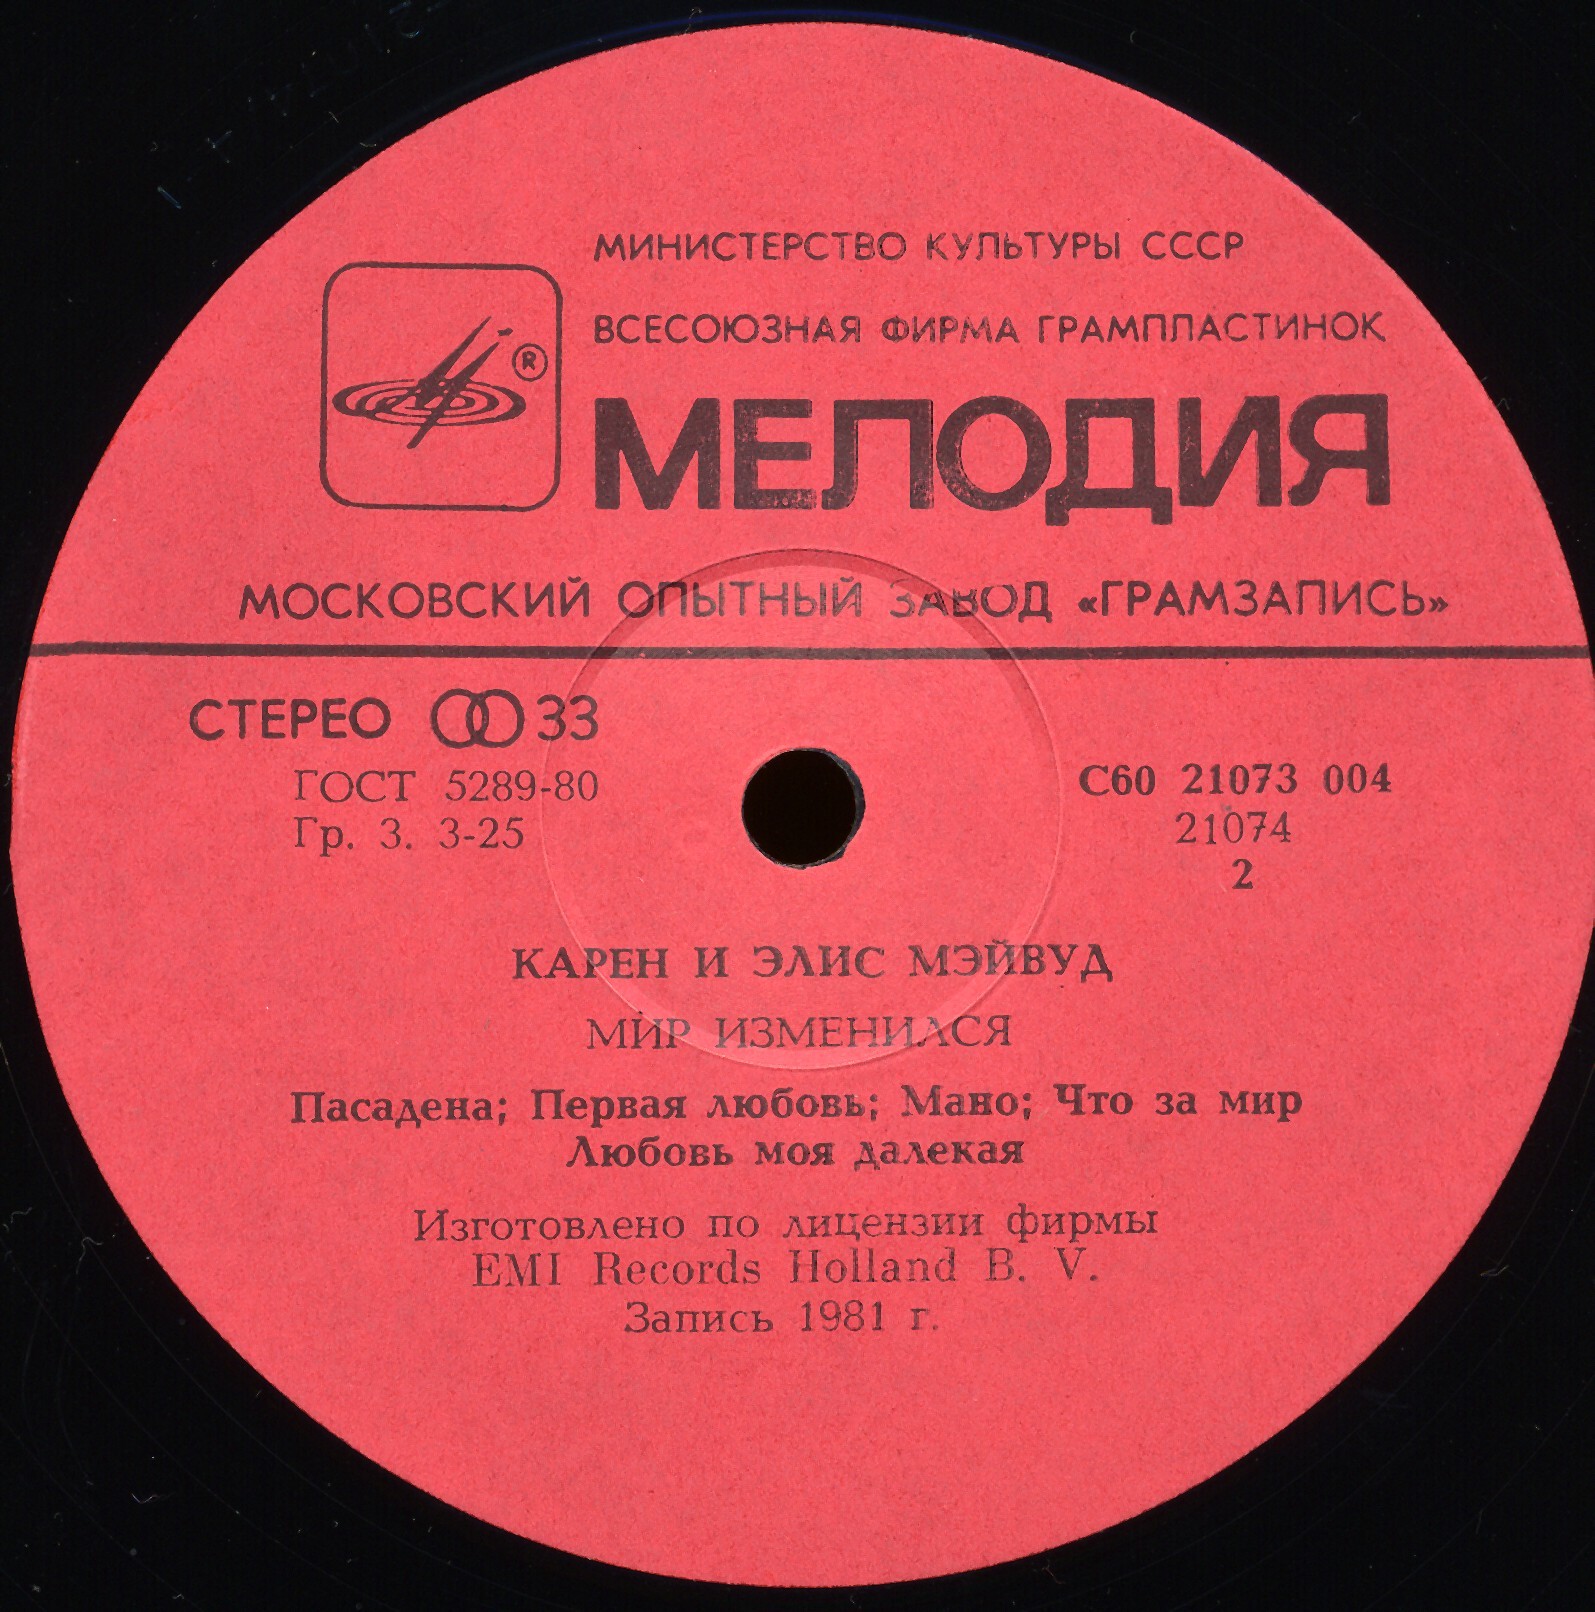 МИНИСТЕРСТВО КУЛЬТУРЫ СССР
ВСЕСОЮЗНАЯ ФИРМА ГРАМПЛАСТИНОК
®
МЕЛОДИЯ
МОСКОВСКИЙ ОПЫТНЫЙ ЗАВОД «ГРАМЗАПИСЬ»
СТЕРЕО 33
ГОСТ 5289-80
Гр. 3. 3-25
С60 21073 004
21074
2
КАРЕН И ЭЛИС МЭЙВУД
МИР ИЗМЕНИЛСЯ
Пасадена; Первая любовь; Мано; Что за мир
Любовь моя далекая
Изготовлено по лицензии фирмы
EMI Records Holland B. V.
Запись 1981 г.